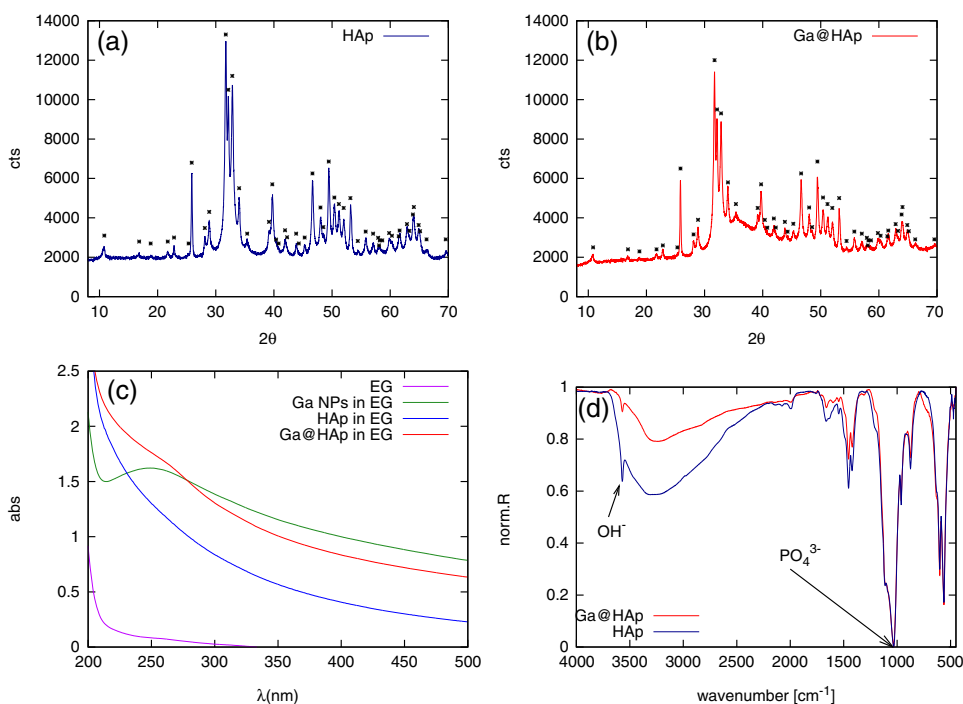 (a)
HAp
cts
14000
12000
10000
8000
6000
4000
2000
0
10 20 30 40 50 60 70
2θ
(b)
Ga@HAp
cts
14000
12000
10000
8000
6000
4000
2000
0
10 20 30 40 50 60 70
2θ
(c)
EG
Ga NPs in EG
HAp in EG
Ga@HAp in EG
abs
2.5
2
1.5
1
0.5
0
200 250 300 350 400 450 500
λ(nm)
(d)
norm.R
1
0.8
0.6
0.4
0.2
0
OH⁻
PO₄³⁻
Ga@HAp
HAp
4000 3500 3000 2500 2000 1500 1000 500
wavenumber [cm⁻¹]